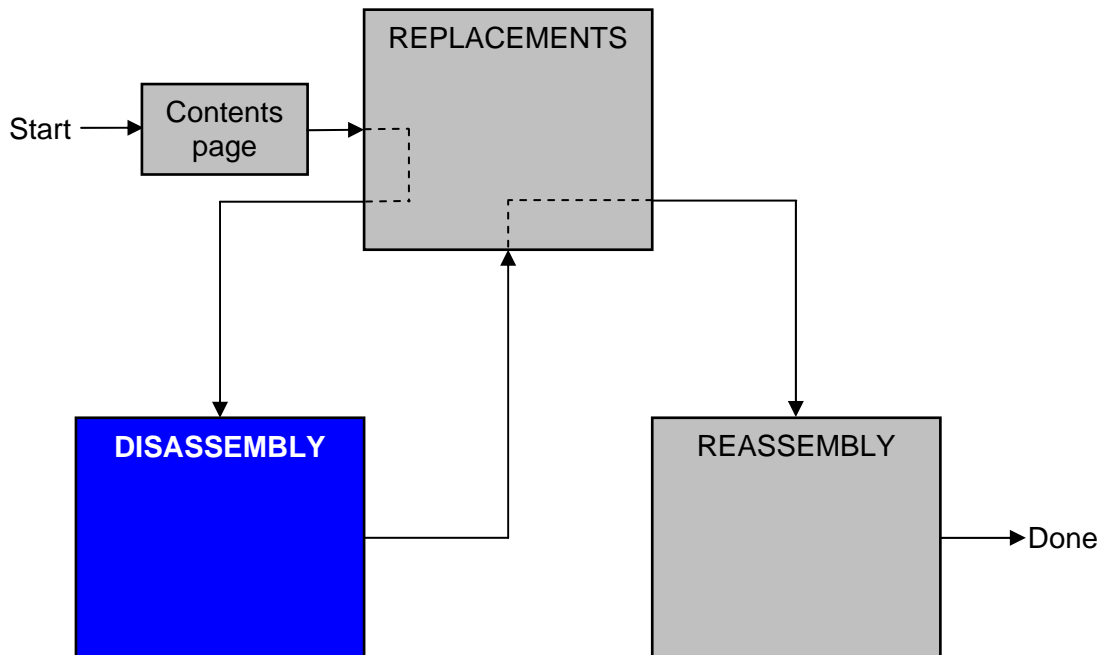 REPLACEMENTS
Start
Contents
page
DISASSEMBLY
REASSEMBLY
Done